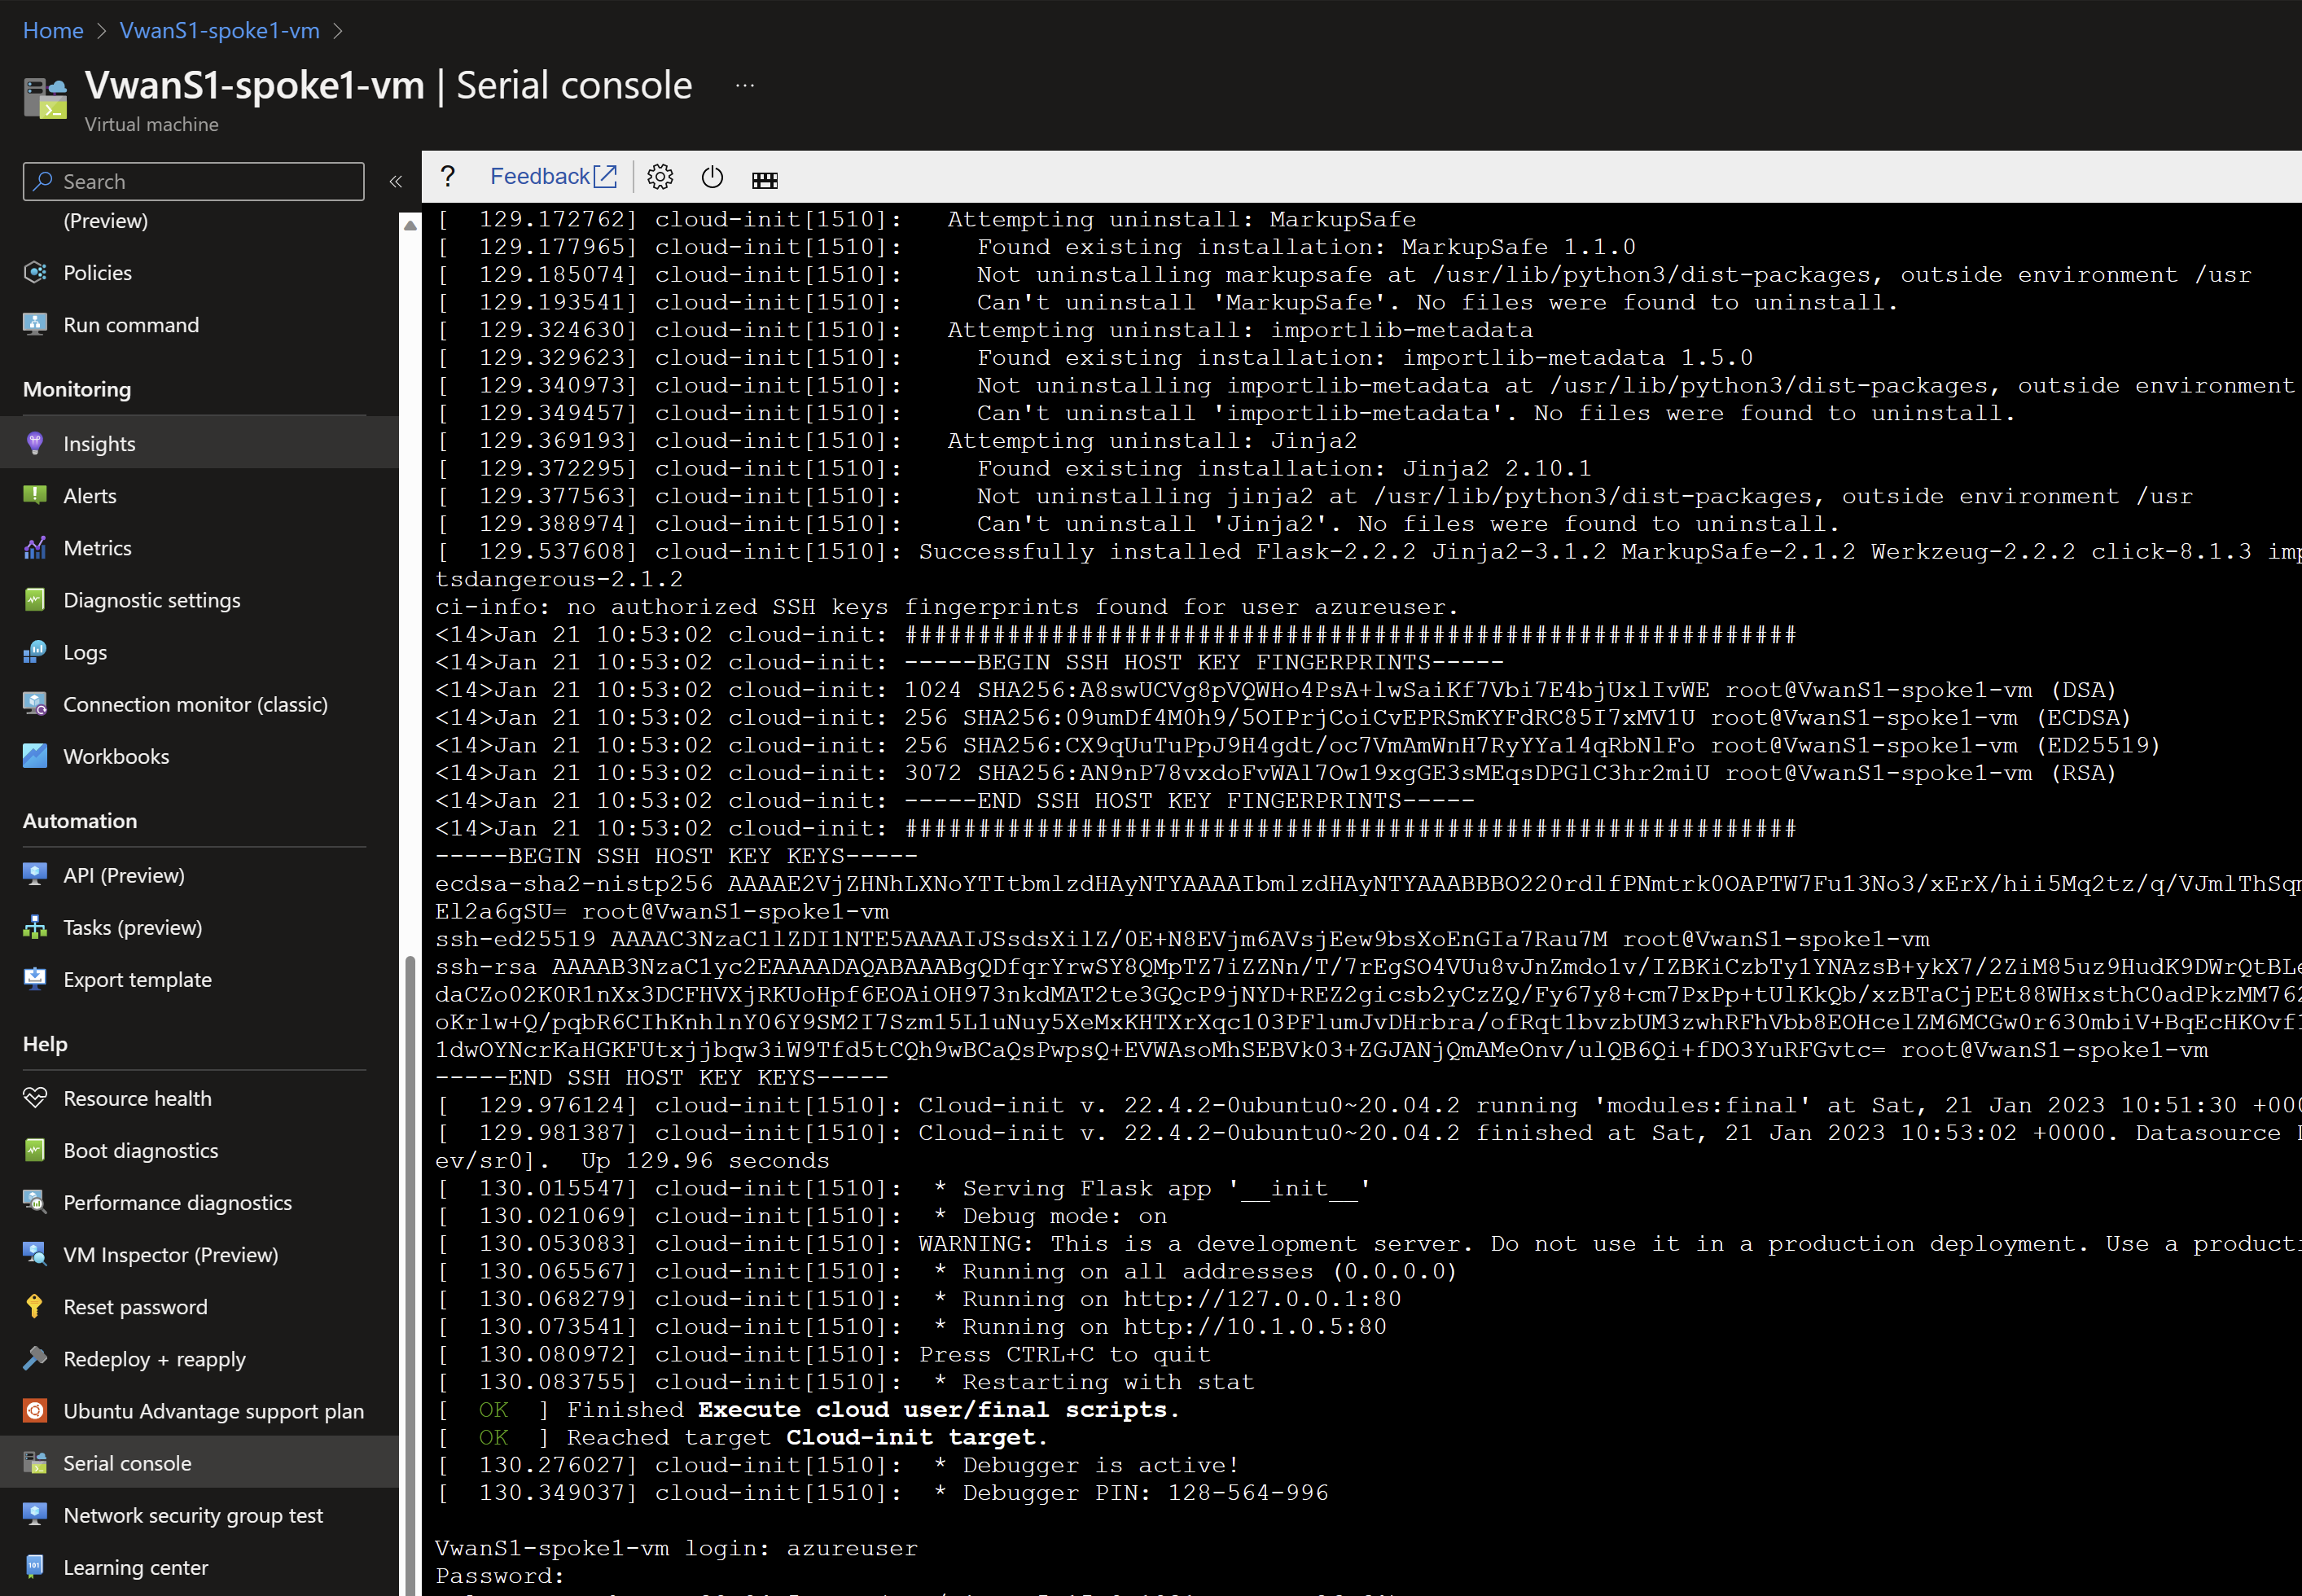 Home > VwanS1-spoke1-vm >
VwanS1-spoke1-vm | Serial console ...
Virtual machine
Search
«
(Preview)
Policies
Run command
Monitoring
Insights
Alerts
Metrics
Diagnostic settings
Logs
Connection monitor (classic)
Workbooks
Automation
API (Preview)
Tasks (preview)
Export template
Help
Resource health
Boot diagnostics
Performance diagnostics
VM Inspector (Preview)
Reset password
Redeploy + reapply
Ubuntu Advantage support plan
Serial console
Network security group test
Learning center
? Feedback
[  129.172762] cloud-init[1510]:   Attempting uninstall: MarkupSafe
[  129.177965] cloud-init[1510]:     Found existing installation: MarkupSafe 1.1.0
[  129.185074] cloud-init[1510]:     Not uninstalling markupsafe at /usr/lib/python3/dist-packages, outside environment /usr
[  129.193541] cloud-init[1510]:     Can't uninstall 'MarkupSafe'. No files were found to uninstall.
[  129.324630] cloud-init[1510]:   Attempting uninstall: importlib-metadata
[  129.329623] cloud-init[1510]:     Found existing installation: importlib-metadata 1.5.0
[  129.340973] cloud-init[1510]:     Not uninstalling importlib-metadata at /usr/lib/python3/dist-packages, outside environment
[  129.349457] cloud-init[1510]:     Can't uninstall 'importlib-metadata'. No files were found to uninstall.
[  129.369193] cloud-init[1510]:   Attempting uninstall: Jinja2
[  129.372295] cloud-init[1510]:     Found existing installation: Jinja2 2.10.1
[  129.377563] cloud-init[1510]:     Not uninstalling jinja2 at /usr/lib/python3/dist-packages, outside environment /usr
[  129.388974] cloud-init[1510]:     Can't uninstall 'Jinja2'. No files were found to uninstall.
[  129.537608] cloud-init[1510]: Successfully installed Flask-2.2.2 Jinja2-3.1.2 MarkupSafe-2.1.2 Werkzeug-2.2.2 click-8.1.3 imp
tsdangerous-2.1.2
ci-info: no authorized SSH keys fingerprints found for user azureuser.
<14>Jan 21 10:53:02 cloud-init: #############################################################
<14>Jan 21 10:53:02 cloud-init: -----BEGIN SSH HOST KEY FINGERPRINTS-----
<14>Jan 21 10:53:02 cloud-init: 1024 SHA256:A8swUCVg8pVQWHo4PsA+lwSaiKf7Vbi7E4bjUxlIvWE root@VwanS1-spoke1-vm (DSA)
<14>Jan 21 10:53:02 cloud-init: 256 SHA256:09umDf4M0h9/5OIPrjCoiCvEPRSmKYFdRC85I7xMV1U root@VwanS1-spoke1-vm (ECDSA)
<14>Jan 21 10:53:02 cloud-init: 256 SHA256:CX9qUuTuPpJ9H4gdt/oc7VmAmWnH7RyYYa14qRbNlFo root@VwanS1-spoke1-vm (ED25519)
<14>Jan 21 10:53:02 cloud-init: 3072 SHA256:AN9nP78vxdoFvWAl7Ow19xgGE3sMEqsDPGlC3hr2miU root@VwanS1-spoke1-vm (RSA)
<14>Jan 21 10:53:02 cloud-init: -----END SSH HOST KEY FINGERPRINTS-----
<14>Jan 21 10:53:02 cloud-init: #############################################################
-----BEGIN SSH HOST KEY KEYS-----
ecdsa-sha2-nistp256 AAAAE2VjZHNhLXNoYTItbmlzdHAyNTYAAAAIbmlzdHAyNTYAAABBBO220rdlfPNmtrk0OAPTW7Fu13No3/xErX/hii5Mq2tz/q/VJmlThSqm
El2a6gSU= root@VwanS1-spoke1-vm
ssh-ed25519 AAAAC3NzaC1lZDI1NTE5AAAAIJSsdsXilZ/0E+N8EVjm6AVsjEew9bsXoEnGIa7Rau7M root@VwanS1-spoke1-vm
ssh-rsa AAAAB3NzaC1yc2EAAAADAQABAAABgQDfqrYrwSY8QMpTZ7iZZNn/T/7rEgSO4VUu8vJnZmdo1v/IZBKiCzbTy1YNAzsB+ykX7/2ZiM85uz9HudK9DWrQtBLe
daCZo02K0R1nXx3DCFHVXjRKUoHpf6EOAiOH973nkdMAT2te3GQcP9jNYD+REZ2gicsb2yCzZQ/Fy67y8+cm7PxPp+tUlKkQb/xzBTaCjPEt88WHxsthC0adPkzMM762
oKrlw+Q/pqbR6CIhKnhlnY06Y9SM2I7Szm15L1uNuy5XeMxKHTXrXqc103PFlumJvDHrbra/ofRqt1bvzbUM3zwhRFhVbb8EOHcelZM6MCGw0r630mbiV+BqEcHKOvf1
1dwOYNcrKaHGKFUtxjjbqw3iW9Tfd5tCQh9wBCaQsPwpsQ+EVWAsoMhSEBVk03+ZGJANjQmAMeOnv/ulQB6Qi+fDO3YuRFGvtc= root@VwanS1-spoke1-vm
-----END SSH HOST KEY KEYS-----
[  129.976124] cloud-init[1510]: Cloud-init v. 22.4.2-0ubuntu0~20.04.2 running 'modules:final' at Sat, 21 Jan 2023 10:51:30 +000
[  129.981387] cloud-init[1510]: Cloud-init v. 22.4.2-0ubuntu0~20.04.2 finished at Sat, 21 Jan 2023 10:53:02 +0000. Datasource
ev/sr0].  Up 129.96 seconds
[  130.015547] cloud-init[1510]:  * Serving Flask app '__init__'
[  130.021069] cloud-init[1510]:  * Debug mode: on
[  130.053083] cloud-init[1510]: WARNING: This is a development server. Do not use it in a production deployment. Use a producti
[  130.065567] cloud-init[1510]:  * Running on all addresses (0.0.0.0)
[  130.068279] cloud-init[1510]:  * Running on http://127.0.0.1:80
[  130.073541] cloud-init[1510]:  * Running on http://10.1.0.5:80
[  130.080972] cloud-init[1510]: Press CTRL+C to quit
[  130.083755] cloud-init[1510]:  * Restarting with stat
[  OK  ] Finished Execute cloud user/final scripts.
[  OK  ] Reached target Cloud-init target.
[  130.276027] cloud-init[1510]:  * Debugger is active!
[  130.349037] cloud-init[1510]:  * Debugger PIN: 128-564-996
VwanS1-spoke1-vm login: azureuser
Password: